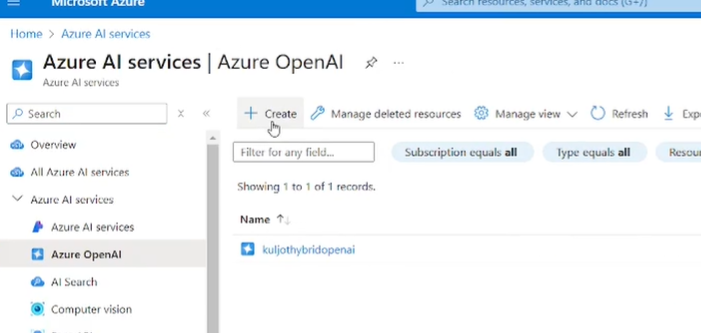 Microsoft Azure
Search resources, services, and docs (G+/)
Home > Azure AI services
Azure AI services | Azure OpenAI
Azure AI services
Search
Create
Manage deleted resources
Manage view
Refresh
Filter for any field...
Subscription equals all
Type equals all
Showing 1 to 1 of 1 records.
Name
kuljothybridopenai
Overview
All Azure AI services
Azure AI services
Azure AI services
Azure OpenAI
AI Search
Computer vision